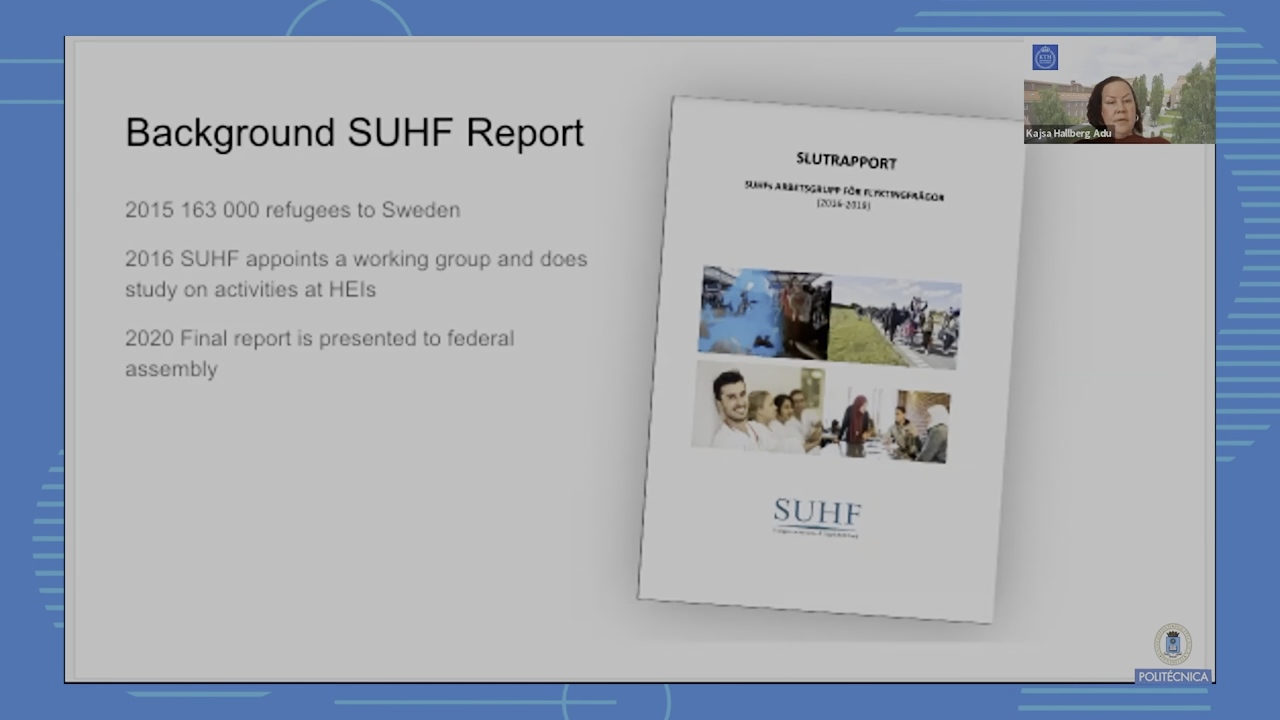 Background SUHF Report
2015 163 000 refugees to Sweden
2016 SUHF appoints a working group and does
study on activities at HEIs
2020 Final report is presented to federal
assembly
SLUTRAPPORT
SUHFs ARBETSGRUPP FÖR FLYKTINGFRÅGOR
(2016-2019)
SUHF
KTH
Kajsa Hallberg Adu
POLITÉCNICA